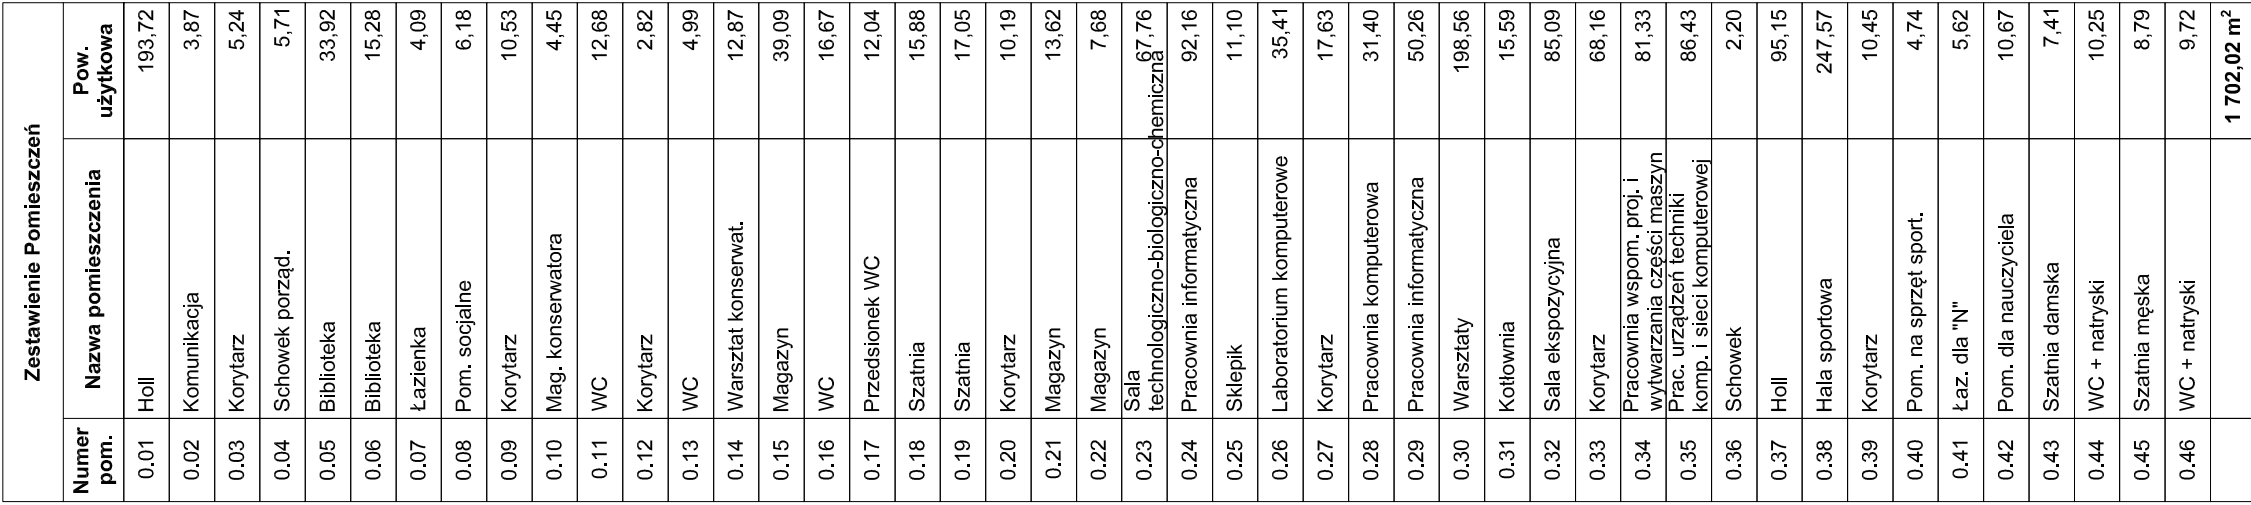 Zestawienie Pomieszczeń
Numer pom. Nazwa pomieszczenia Pow. użytkowa
0.01 Holl 193,72
0.02 Komunikacja 3,87
0.03 Korytarz 5,24
0.04 Schowek porząd. 5,71
0.05 Biblioteka 33,92
0.06 Biblioteka 15,28
0.07 Łazienka 4,09
0.08 Pom. socjalne 6,18
0.09 Korytarz 10,53
0.10 Mag. konserwatora 4,45
0.11 WC 12,68
0.12 Korytarz 2,82
0.13 WC 4,99
0.14 Warsztat konserwat. 12,87
0.15 Magazyn 39,09
0.16 WC 16,67
0.17 Przedsionek WC 12,04
0.18 Szatnia 15,88
0.19 Szatnia 17,05
0.20 Korytarz 10,19
0.21 Magazyn 13,62
0.22 Magazyn 7,68
0.23 Sala technologiczno-biologiczno-chemiczna 67,76
0.24 Pracownia informatyczna 92,16
0.25 Sklepik 11,10
0.26 Laboratorium komputerowe 35,41
0.27 Korytarz 17,63
0.28 Pracownia komputerowa 31,40
0.29 Pracownia informatyczna 50,26
0.30 Warsztaty 198,56
0.31 Kotłownia 15,59
0.32 Sala ekspozycyjna 85,09
0.33 Korytarz 68,16
0.34 Pracownia wspom. proj. i wytwarzania części maszyn 81,33
0.35 Prac. urządzeń techniki komp. i sieci komputerowej 86,43
0.36 Schowek 2,20
0.37 Holl 95,15
0.38 Hala sportowa 247,57
0.39 Korytarz 10,45
0.40 Pom. na sprzęt sport. 4,74
0.41 Łaz. dla "N" 5,62
0.42 Pom. dla nauczyciela 10,67
0.43 Szatnia damska 7,41
0.44 WC + natryski 10,25
0.45 Szatnia męska 8,79
0.46 WC + natryski 9,72
1 702,02 m²